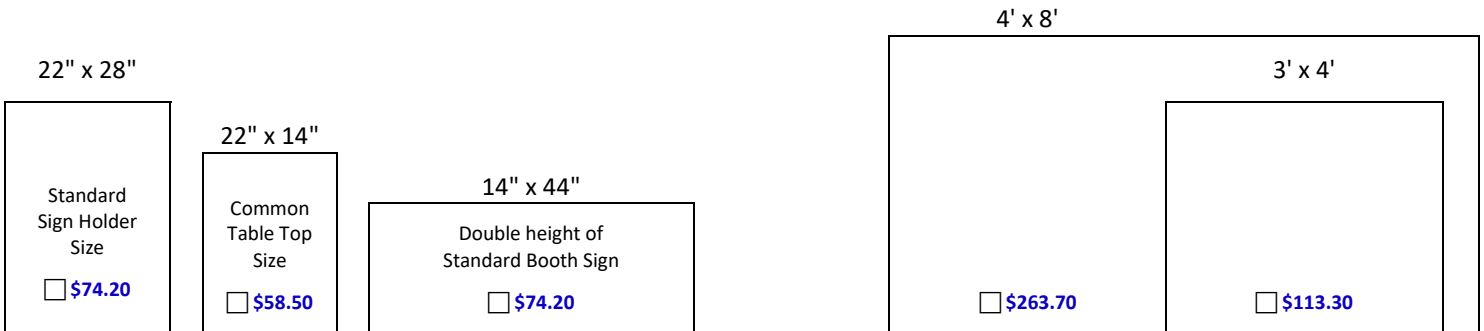 4' x 8'
22" x 28"
3' x 4'
22" x 14"
14" x 44"
Standard
Sign Holder
Size
$74.20
Common
Table Top
Size
$58.50
Double height of
Standard Booth Sign
$74.20
$263.70
$113.30